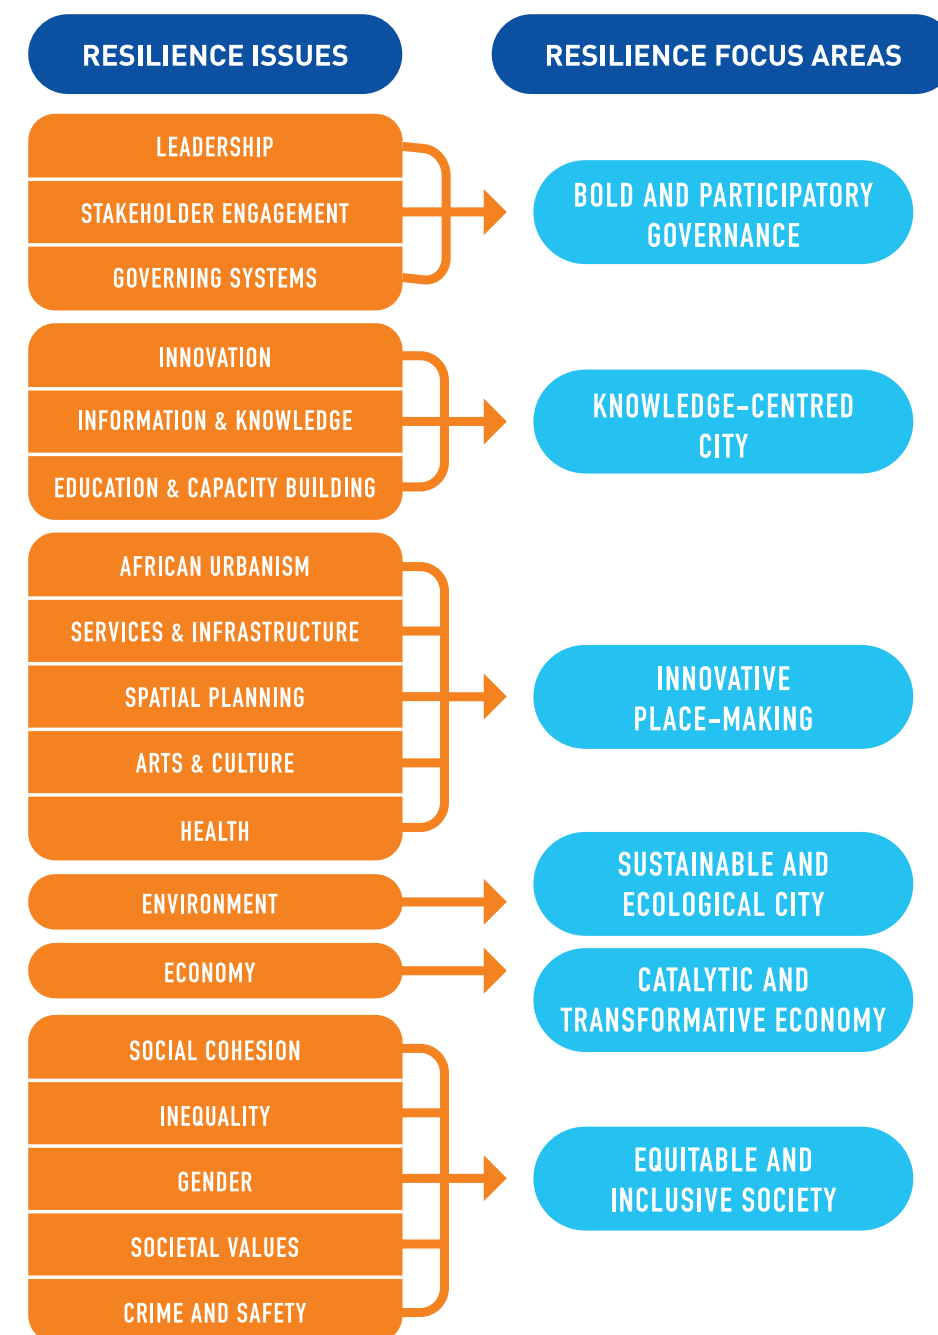 RESILIENCE ISSUES
RESILIENCE FOCUS AREAS
LEADERSHIP
STAKEHOLDER ENGAGEMENT
GOVERNING SYSTEMS
BOLD AND PARTICIPATORY
GOVERNANCE
INNOVATION
INFORMATION & KNOWLEDGE
EDUCATION & CAPACITY BUILDING
KNOWLEDGE-CENTRED
CITY
AFRICAN URBANISM
SERVICES & INFRASTRUCTURE
SPATIAL PLANNING
ARTS & CULTURE
HEALTH
INNOVATIVE
PLACE-MAKING
ENVIRONMENT
SUSTAINABLE AND
ECOLOGICAL CITY
ECONOMY
CATALYTIC AND
TRANSFORMATIVE ECONOMY
SOCIAL COHESION
INEQUALITY
GENDER
SOCIETAL VALUES
CRIME AND SAFETY
EQUITABLE AND
INCLUSIVE SOCIETY